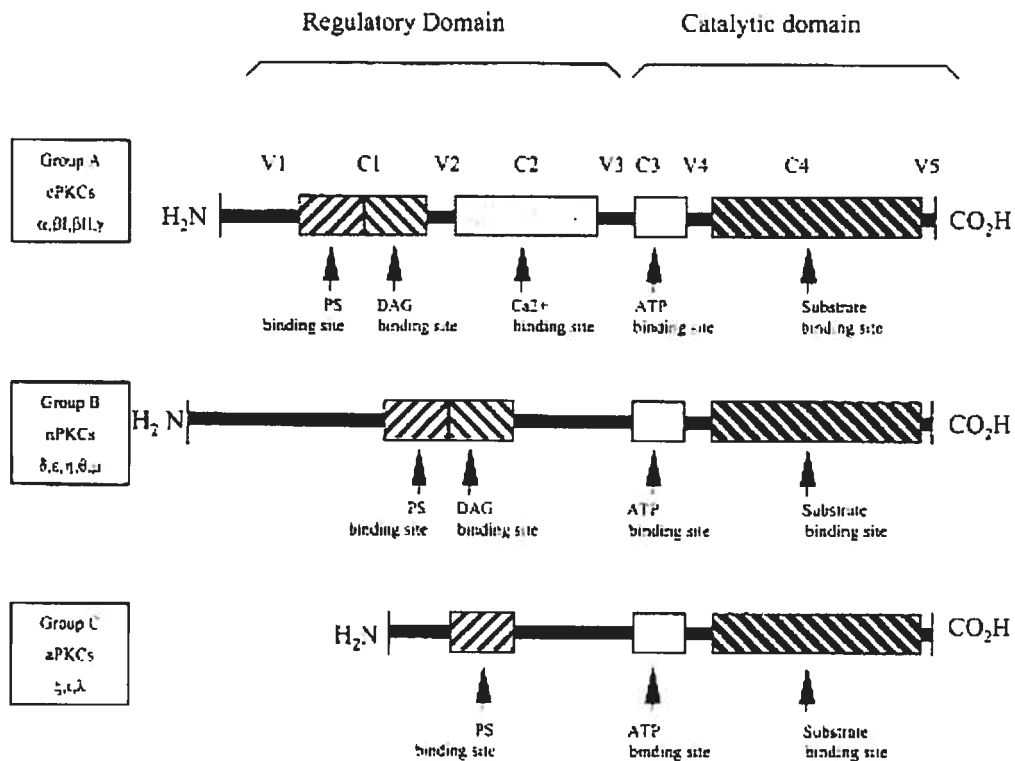 Regulatory Domain
Catalytic domain
Group A
cPKCs
α,βI,βII,γ
V1 C1 V2 C2 V3 C3 V4 C4 V5
H2N
CO2H
PS
binding site
DAG
binding site
Ca2+
binding site
ATP
binding site
Substrate
binding site
Group B
nPKCs
δ,ε,η,θ,μ
H2 N
CO2H
PS
binding site
DAG
binding site
ATP
binding site
Substrate
binding site
Group C
aPKCs
ξ,ι,λ
H2N
CO2H
PS
binding site
ATP
binding site
Substrate
binding site